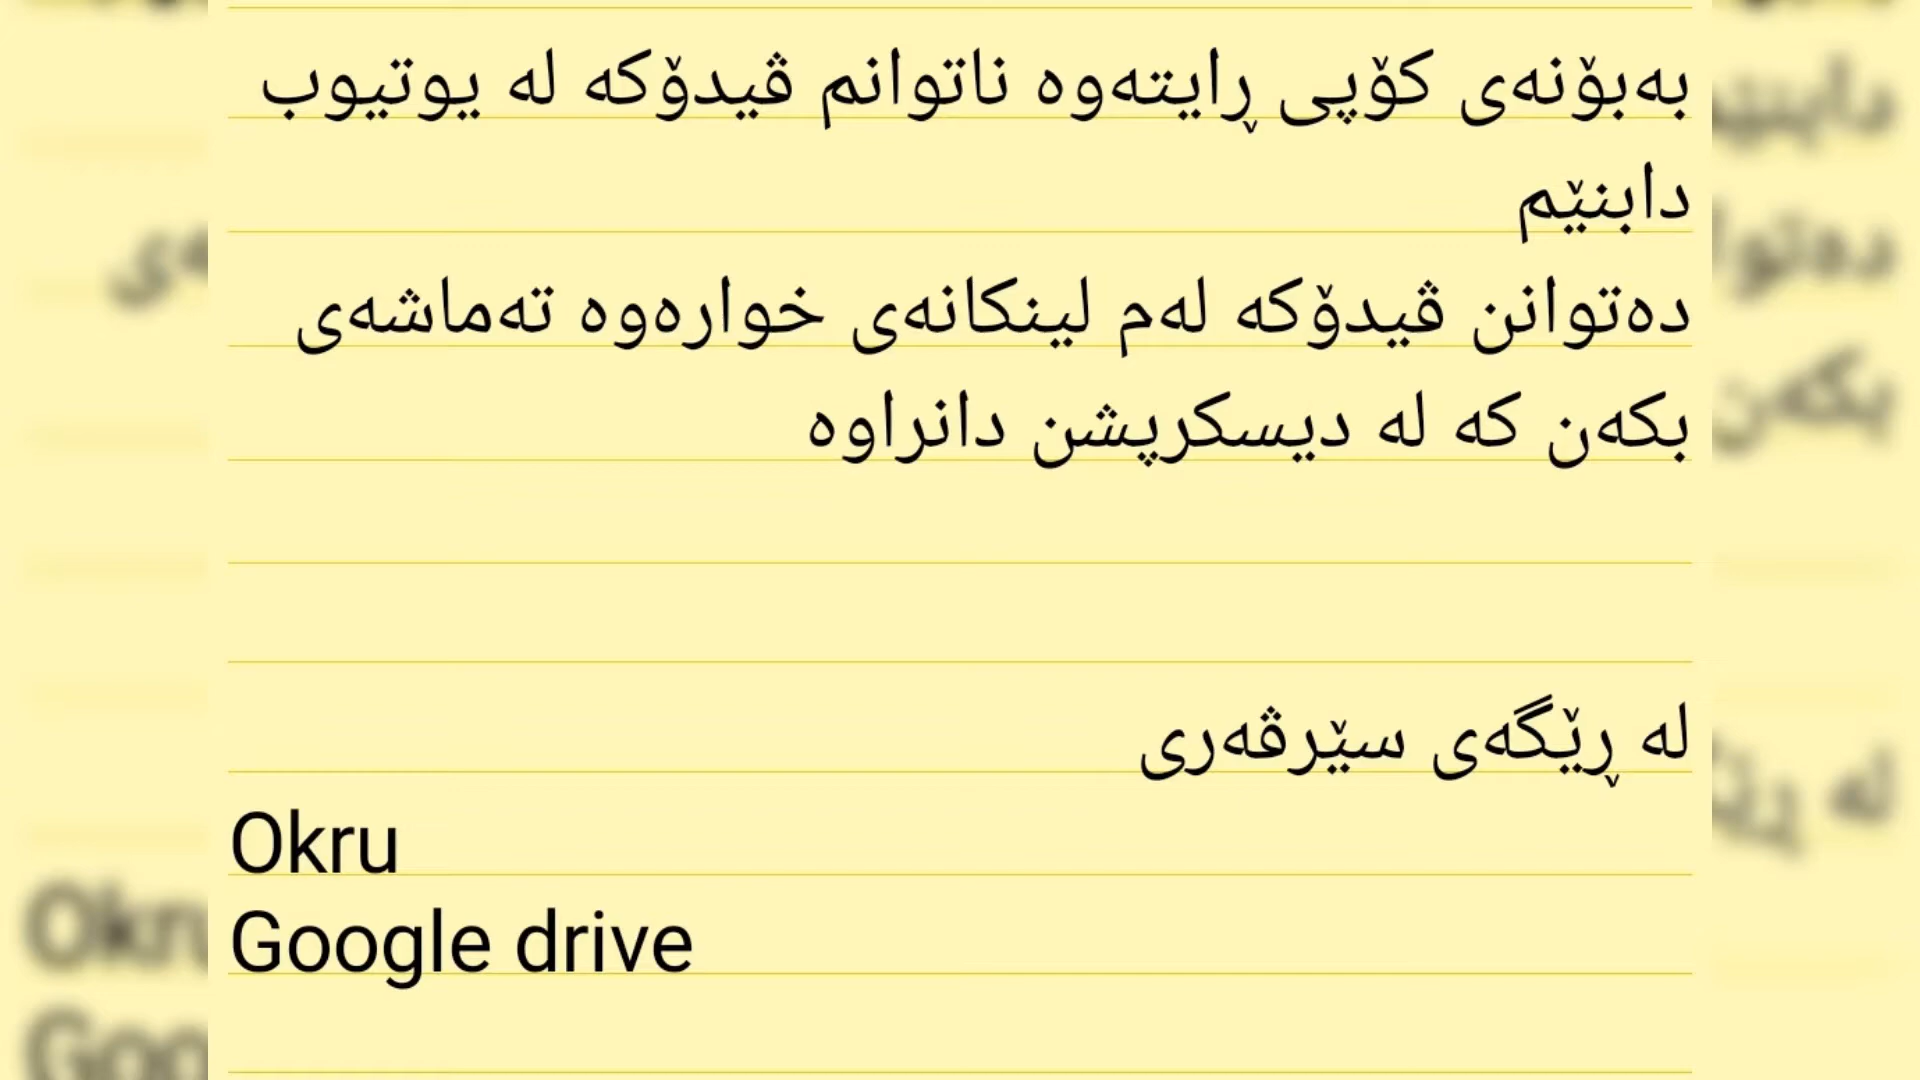 بەبۆنەی کۆپی ڕایتەوە ناتوانم ڤیدۆکە لە یوتیوب
دابنێم
دەتوانن ڤیدۆکە لەم لینکانەی خوارەوە تەماشەی
بکەن کە لە دیسکرپشن دانراوە
لە ڕێگەی سێرڤەری
Okru
Google drive